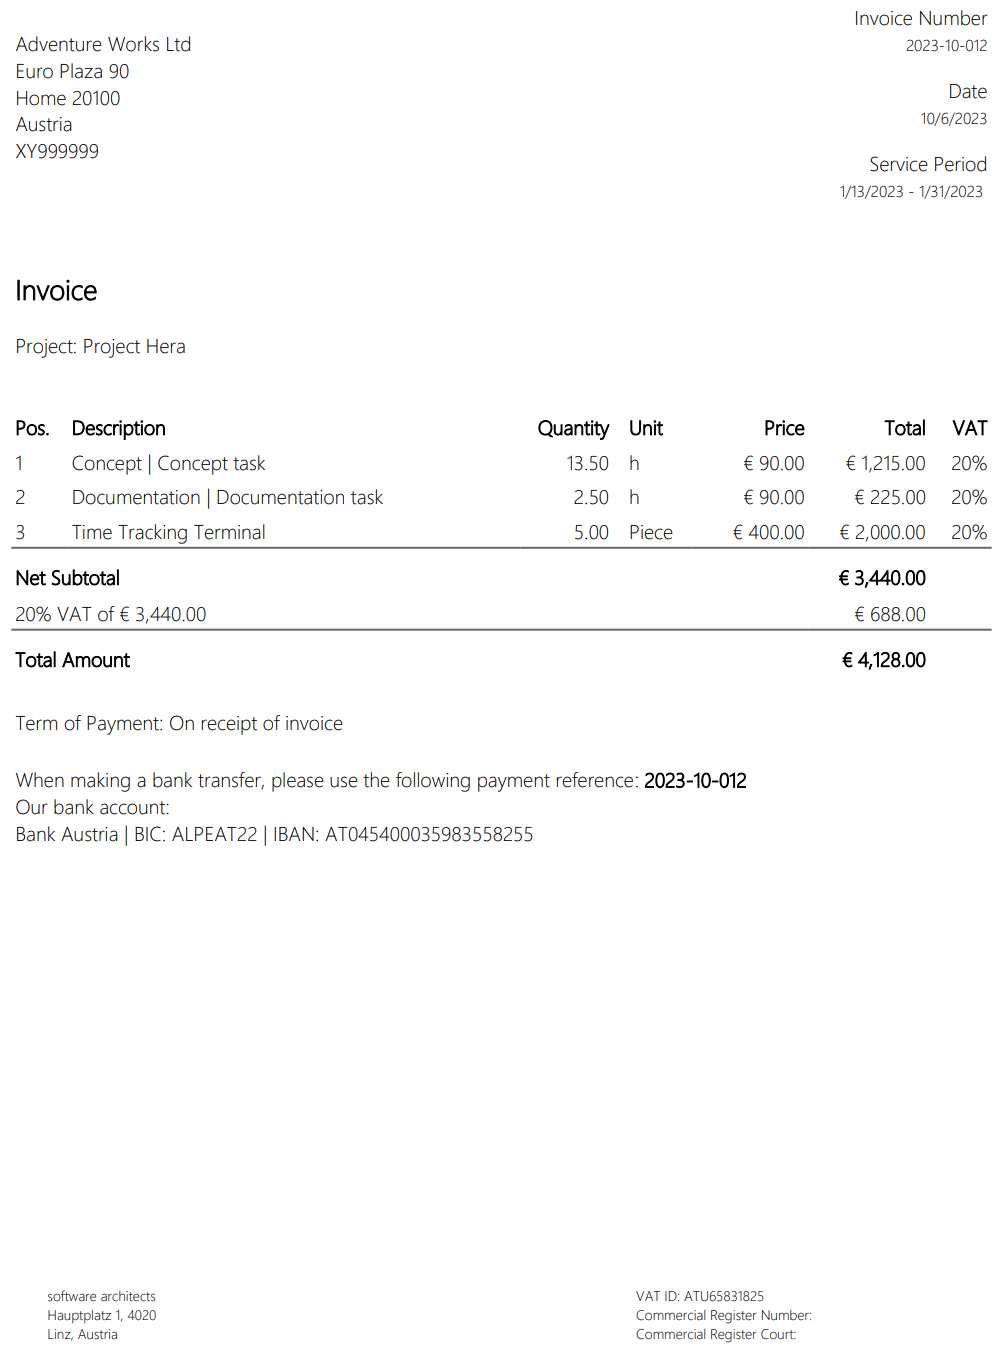 Invoice Number
2023-10-012
Adventure Works Ltd
Euro Plaza 90
Home 20100
Austria
XY999999
Date
10/6/2023
Service Period
1/13/2023 - 1/31/2023
Invoice
Project: Project Hera
Pos. Description Quantity Unit Price Total VAT
1 Concept | Concept task 13.50 h € 90.00 € 1,215.00 20%
2 Documentation | Documentation task 2.50 h € 90.00 € 225.00 20%
3 Time Tracking Terminal 5.00 Piece € 400.00 € 2,000.00 20%
Net Subtotal € 3,440.00
20% VAT of € 3,440.00 € 688.00
Total Amount € 4,128.00
Term of Payment: On receipt of invoice
When making a bank transfer, please use the following payment reference: 2023-10-012
Our bank account:
Bank Austria | BIC: ALPEAT22 | IBAN: AT045400035983558255
software architects
Hauptplatz 1, 4020
Linz, Austria
VAT ID: ATU65831825
Commercial Register Number:
Commercial Register Court: